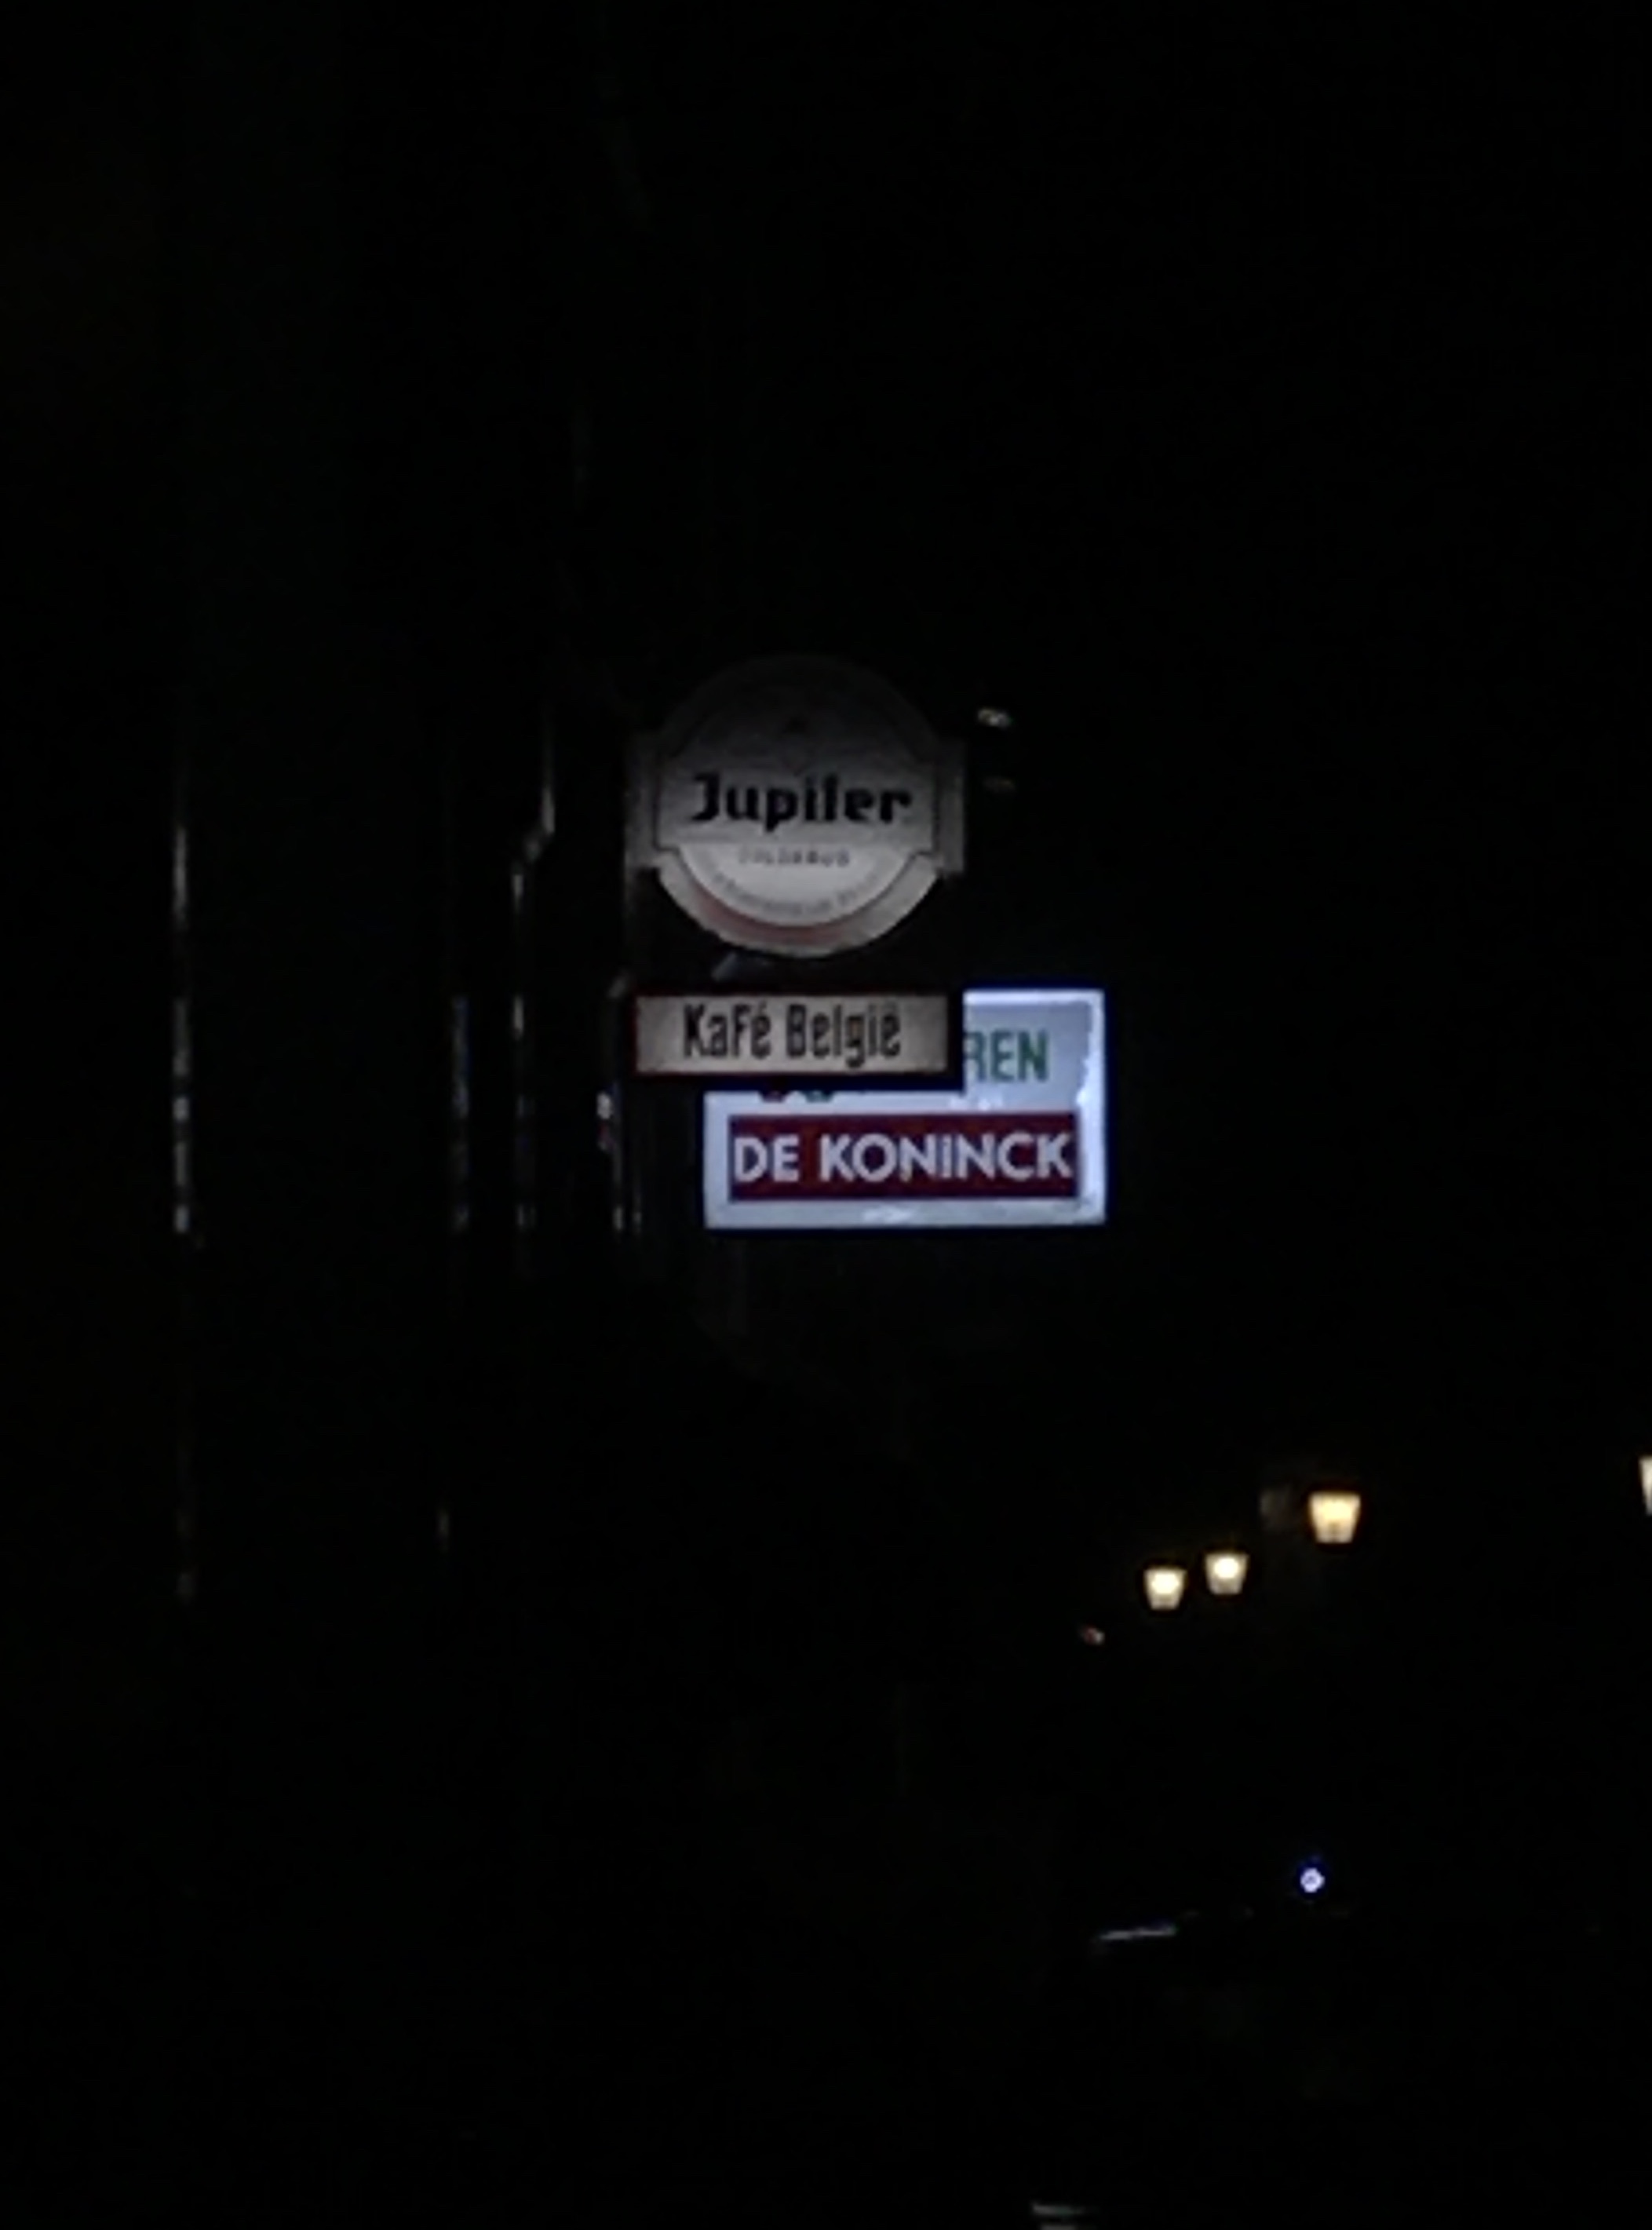 Jupiler
Kafé België
REN
DE KONINCK